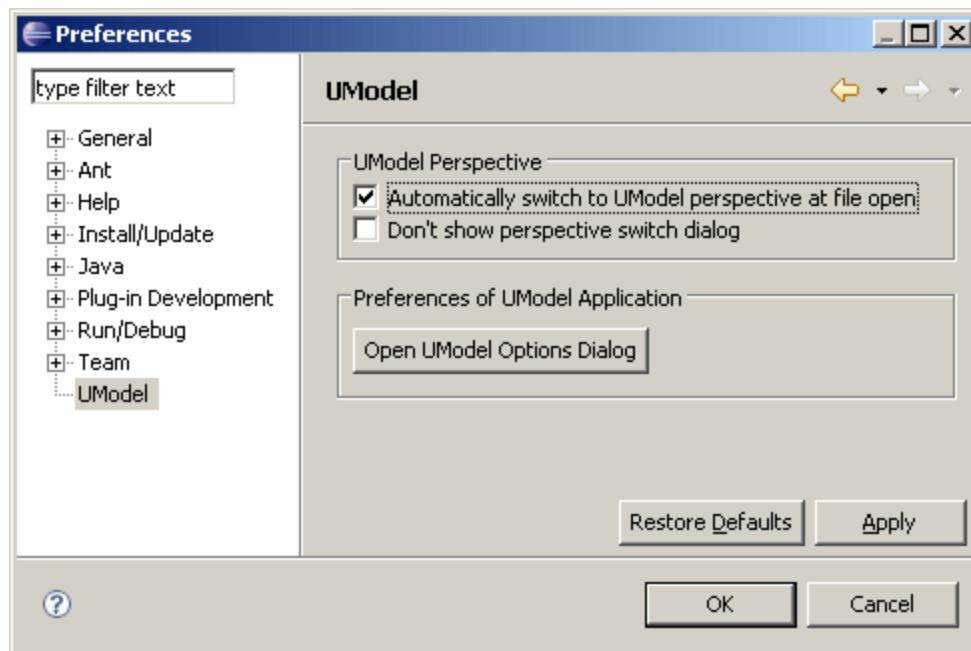 Preferences
type filter text
UModel
General
Ant
Help
Install/Update
Java
Plug-in Development
Run/Debug
Team
UModel
UModel Perspective
Automatically switch to UModel perspective at file open
Don't show perspective switch dialog
Preferences of UModel Application
Open UModel Options Dialog
Restore Defaults
Apply
?
OK
Cancel